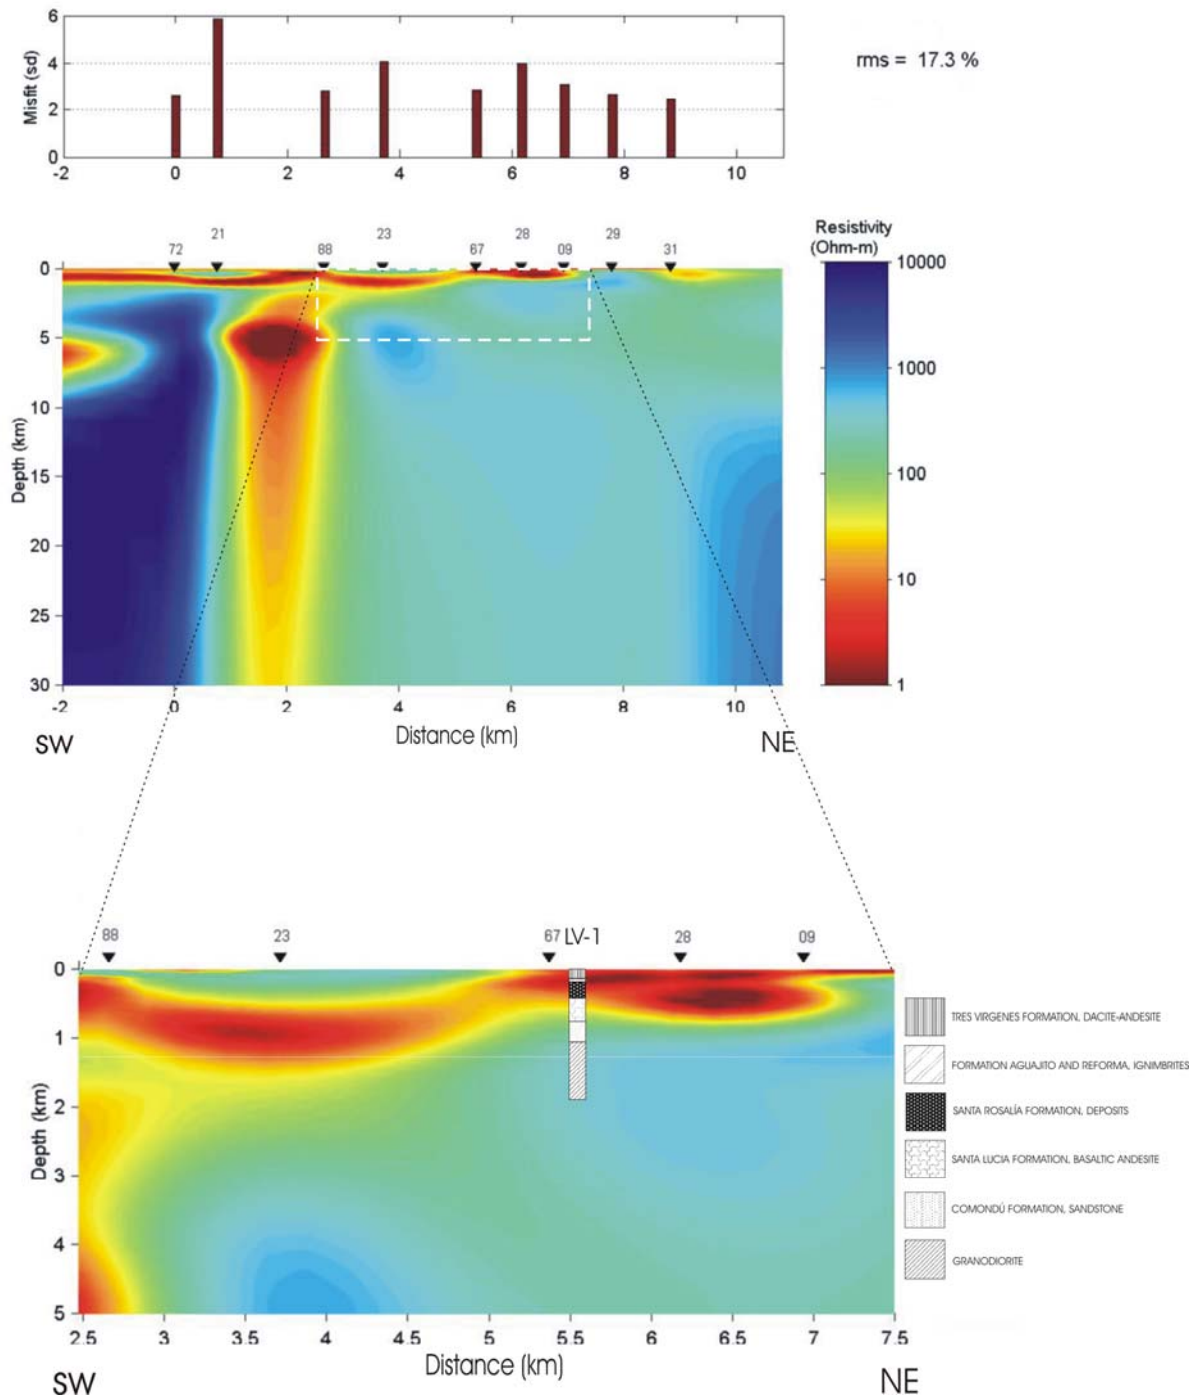 6
4
2
0
Misfit (sd)
-2 0 2 4 6 8 10
rms = 17.3 %
Resistivity
(Ohm-m)
72 21 88 23 67 28 09 29 31
0
5
10
15
20
25
30
Depth (km)
-2 0 2 4 6 8 10
Distance (km)
SW
NE
10000
1000
100
10
1
88 23 67 LV-1 28 09
0
1
2
3
4
5
Depth (km)
2.5 3 3.5 4 4.5 5 5.5 6 6.5 7 7.5
Distance (km)
SW
NE
TRES VIRGENES FORMATION, DACITE-ANDESITE
FORMATION AGUAJITO AND REFORMA, IGNIMBRITES
SANTA ROSALÍA FORMATION, DEPOSITS
SANTA LUCIA FORMATION, BASALTIC ANDESITE
COMONDÚ FORMATION, SANDSTONE
GRANODIORITE